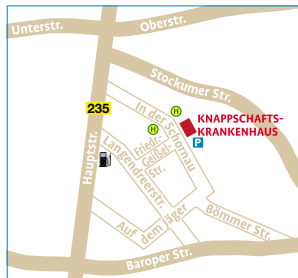 Unterstr.
Oberstr.
Stockumer Str.
235
In der Schornau
H
KNAPPSCHAFTS-
KRANKENHAUS
H
P
Hauptstr.
Langendreerstr.
Friedr.-
Geißel
Str.
Auf dem Jäger
Bömmer Str.
Baroper Str.